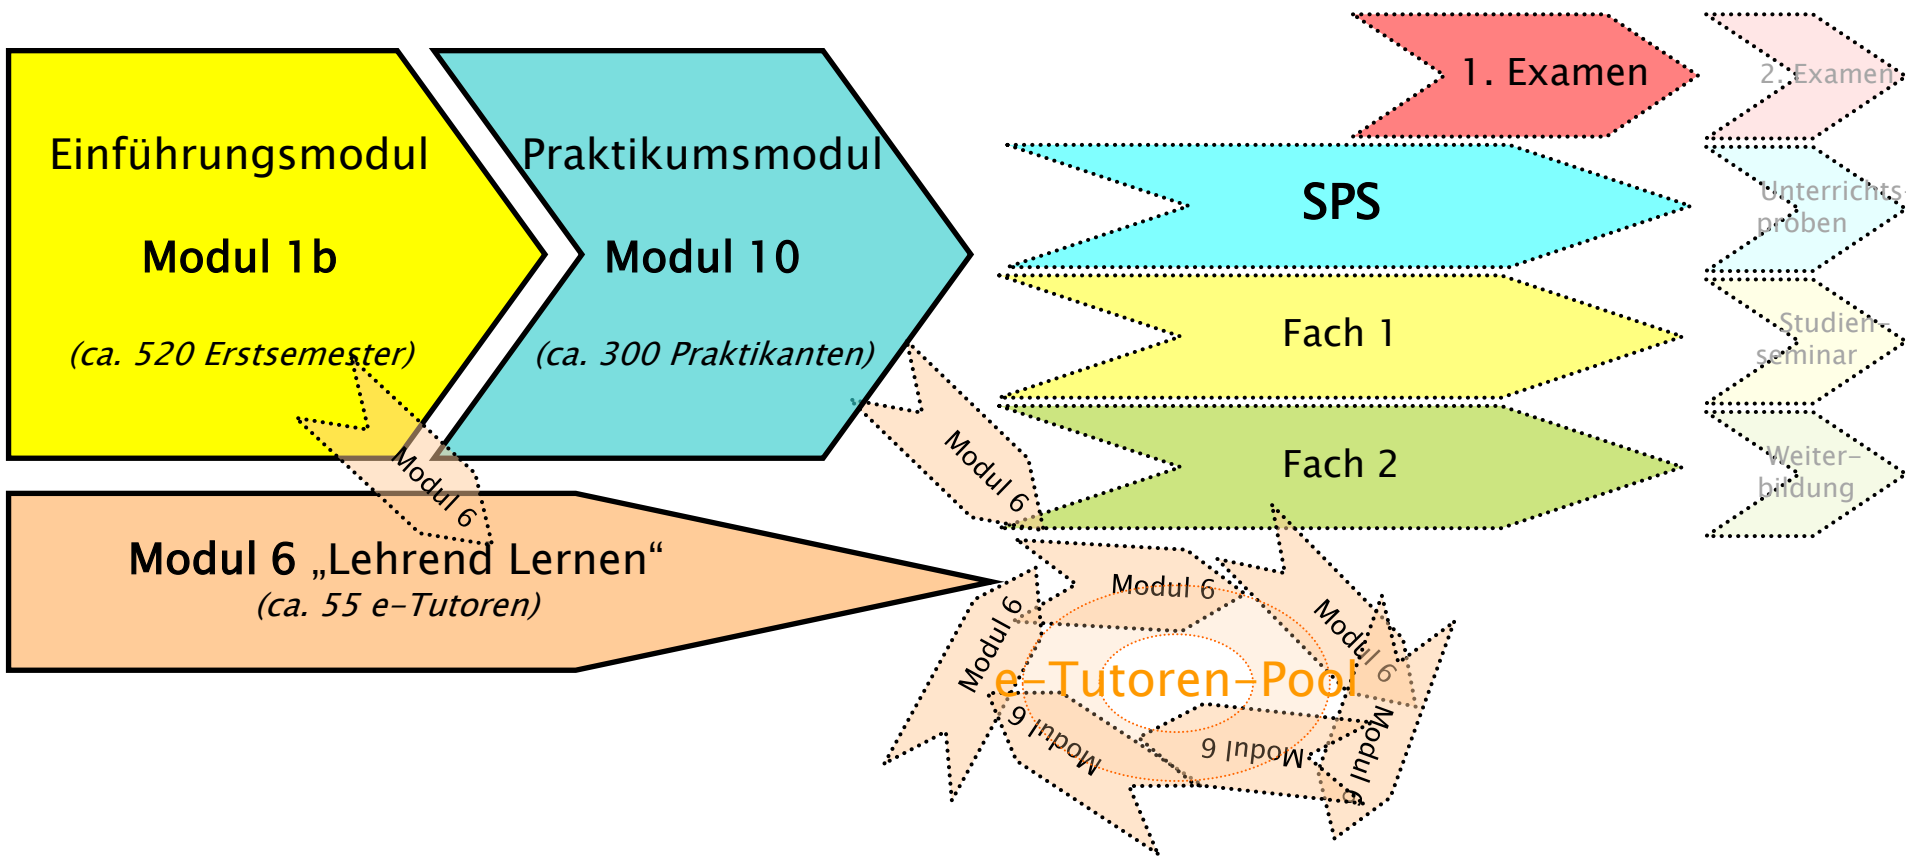 1. Examen
2. Examen
Einführungsmodul
Modul 1b
(ca. 520 Erstsemester)
Praktikumsmodul
Modul 10
(ca. 300 Praktikanten)
SPS
Unterrichts-
proben
Fach 1
Studien-
seminar
Fach 2
Weiter-
bildung
Modul 6
Modul 6
Modul 6 „Lehrend Lernen“
(ca. 55 e-Tutoren)
Modul 6
Modul 6
Modul 6
e-Tutoren-Pool
Modul 6
Modul 6
Modul 6